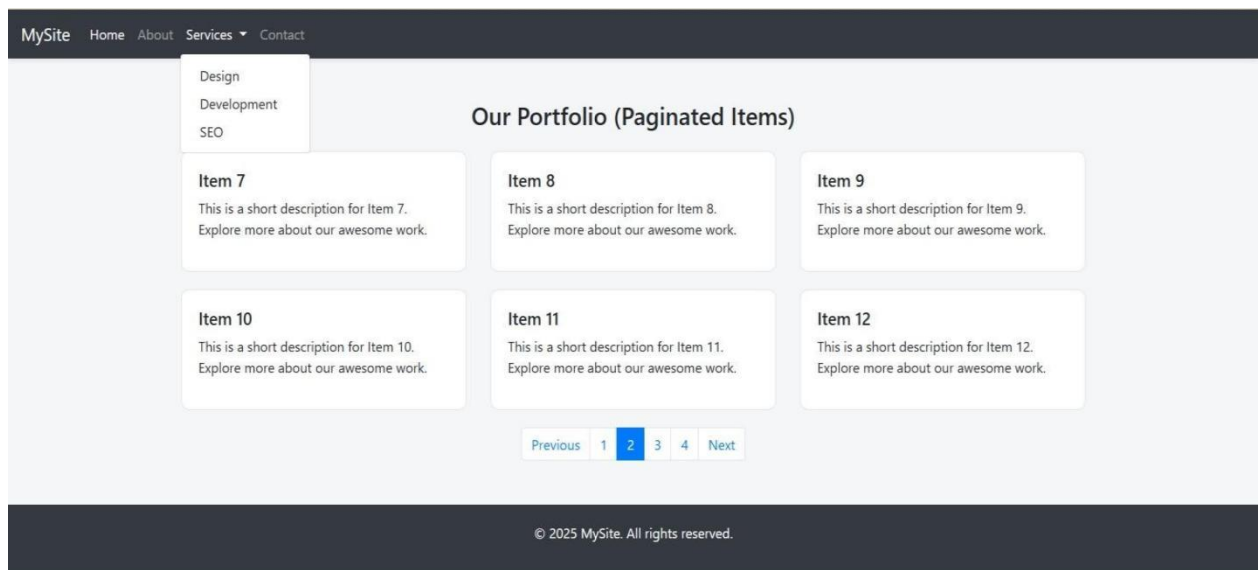 MySite Home About Services Contact
Design
Development
SEO
Our Portfolio (Paginated Items)
Item 7
This is a short description for Item 7.
Explore more about our awesome work.
Item 8
This is a short description for Item 8.
Explore more about our awesome work.
Item 9
This is a short description for Item 9.
Explore more about our awesome work.
Item 10
This is a short description for Item 10.
Explore more about our awesome work.
Item 11
This is a short description for Item 11.
Explore more about our awesome work.
Item 12
This is a short description for Item 12.
Explore more about our awesome work.
Previous 1 2 3 4 Next
© 2025 MySite. All rights reserved.